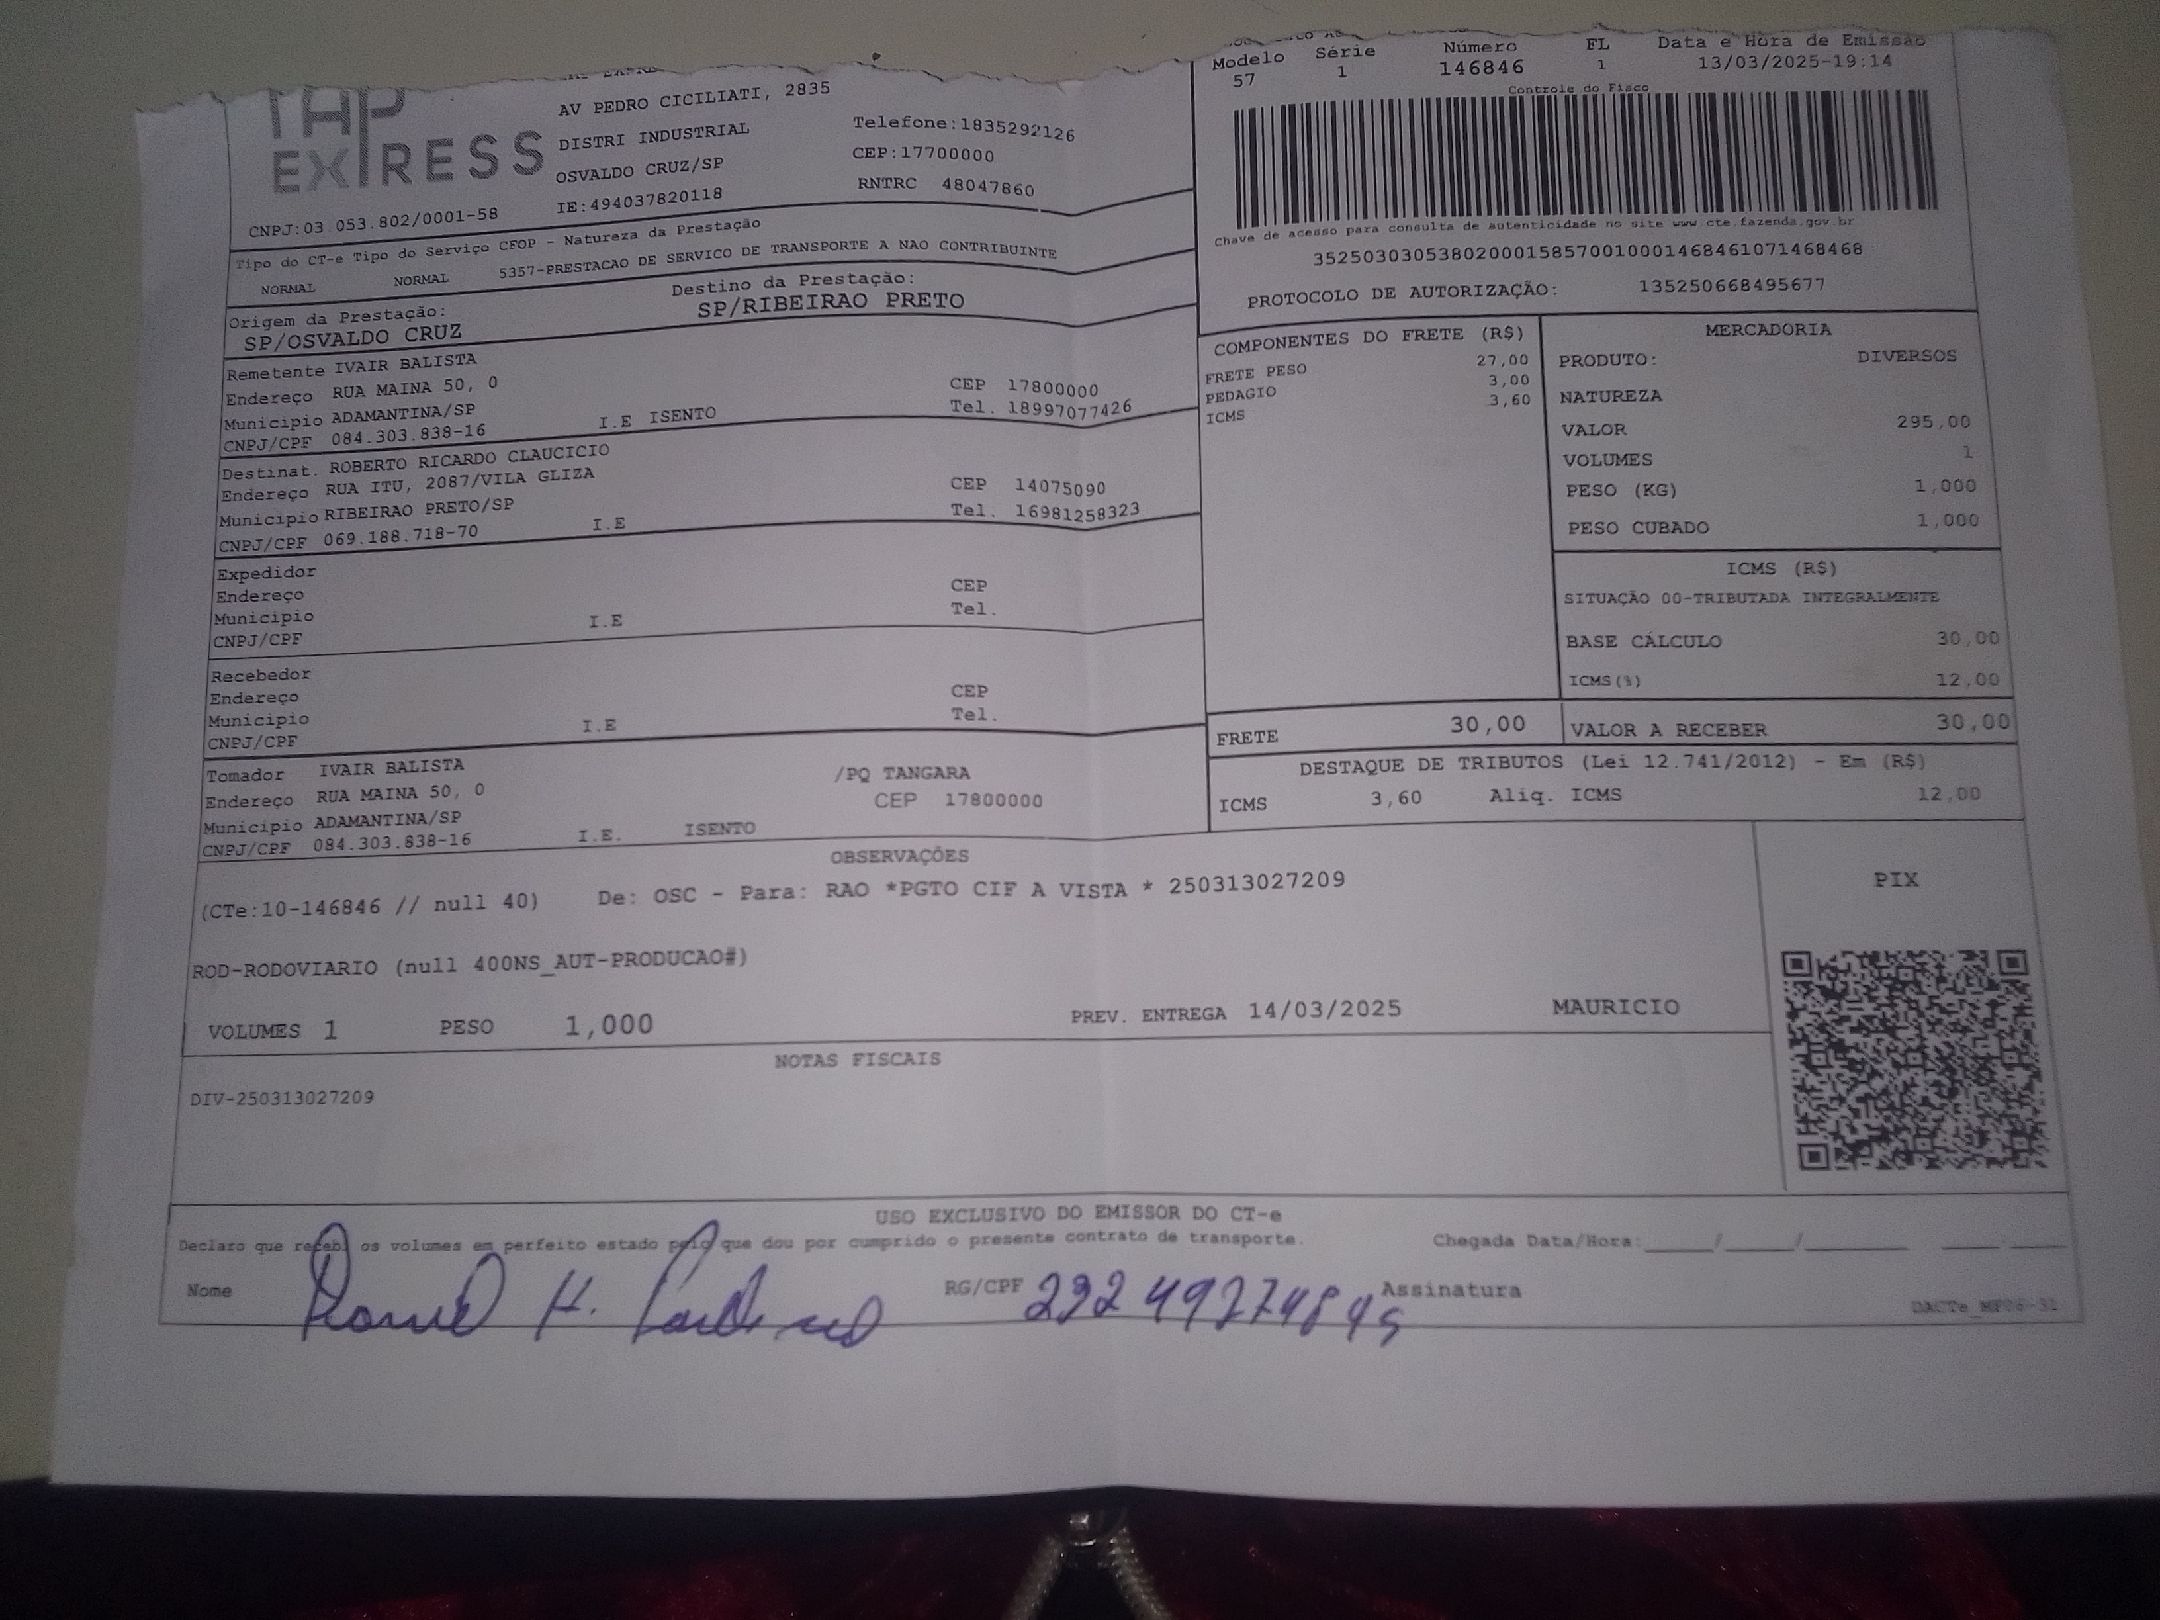 TAP EXPRESS
AV PEDRO CICILIATI, 2835
DISTRI INDUSTRIAL
Telefone:1835292126
OSVALDO CRUZ/SP
CEP:17700000
CNPJ:03 053.802/0001-58
IE:494037820118
RNTRC 48047860
Modelo Série Número FL Data e Hora de Emissão
57 1 146846 1 13/03/2025-19:14
Controle do Fisco
Chave de acesso para consulta de autenticidade no site www.cte.fazenda.gov.br
35250303053802000158570010001468461071468468
PROTOCOLO DE AUTORIZAÇÃO: 135250668495677
Tipo do CT-e Tipo do Serviço CFOP - Natureza da Prestação
NORMAL NORMAL 5357-PRESTACAO DE SERVICO DE TRANSPORTE A NAO CONTRIBUINTE
Origem da Prestação: Destino da Prestação:
SP/OSVALDO CRUZ SP/RIBEIRAO PRETO
Remetente IVAIR BALISTA
Endereço RUA MAINA 50, 0 CEP 17800000
Municipio ADAMANTINA/SP Tel. 18997077426
CNPJ/CPF 084.303.838-16 I.E ISENTO
Destinat. ROBERTO RICARDO CLAUCICIO
Endereço RUA ITU, 2087/VILA GLIZA CEP 14075090
Municipio RIBEIRAO PRETO/SP Tel. 16981258323
CNPJ/CPF 069.188.718-70 I.E
Expedidor
Endereço CEP
Municipio Tel.
CNPJ/CPF I.E
Recebedor
Endereço CEP
Municipio Tel.
CNPJ/CPF I.E
Tomador IVAIR BALISTA /PQ TANGARA
Endereço RUA MAINA 50, 0 CEP 17800000
Municipio ADAMANTINA/SP
CNPJ/CPF 084.303.838-16 I.E. ISENTO
COMPONENTES DO FRETE (R$)
FRETE PESO 27,00
PEDAGIO 3,00
ICMS 3,60
MERCADORIA
PRODUTO: DIVERSOS
NATUREZA
VALOR 295,00
VOLUMES 1
PESO (KG) 1,000
PESO CUBADO 1,000
ICMS (R$)
SITUAÇÃO 00-TRIBUTADA INTEGRALMENTE
BASE CÁLCULO 30,00
ICMS(%) 12,00
FRETE 30,00 VALOR A RECEBER 30,00
DESTAQUE DE TRIBUTOS (Lei 12.741/2012) - Em (R$)
ICMS 3,60 Aliq. ICMS 12,00
OBSERVAÇÕES
(CTe:10-146846 // null 40) De: OSC - Para: RAO *PGTO CIF A VISTA * 250313027209
ROD-RODOVIARIO (null 400NS_AUT-PRODUCAO#)
VOLUMES 1 PESO 1,000 PREV. ENTREGA 14/03/2025 MAURICIO
PIX
NOTAS FISCAIS
DIV-250313027209
USO EXCLUSIVO DO EMISSOR DO CT-e
Declaro que recebi os volumes em perfeito estado pelo que dou por cumprido o presente contrato de transporte. Chegada Data/Hora:_____/_____/_______ ____:____
Nome H. RG/CPF 23249274849 Assinatura